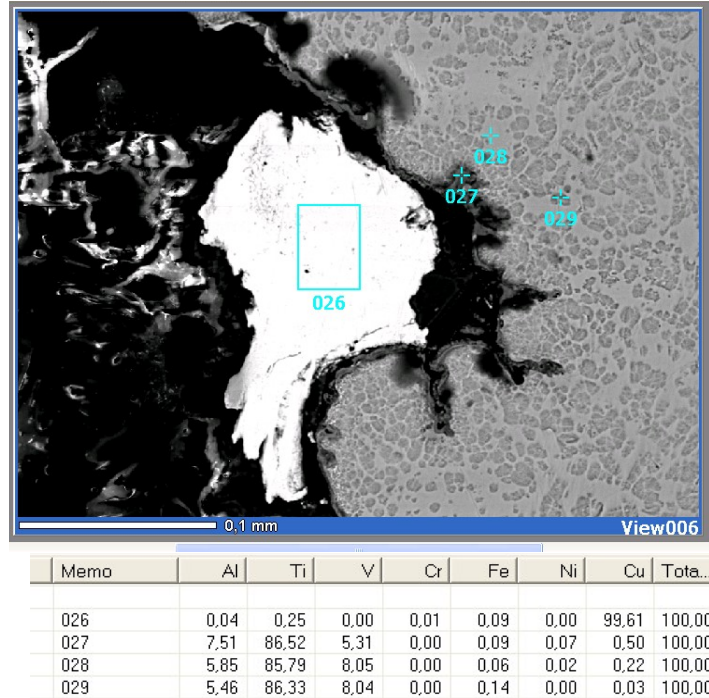 028
027
029
026
0,1 mm View006
Memo Al Ti V Cr Fe Ni Cu Tota...
026 0,04 0,25 0,00 0,01 0,09 0,00 99,61 100,00
027 7,51 86,52 5,31 0,00 0,09 0,07 0,50 100,00
028 5,85 85,79 8,05 0,00 0,06 0,02 0,22 100,00
029 5,46 86,33 8,04 0,00 0,14 0,00 0,03 100,00